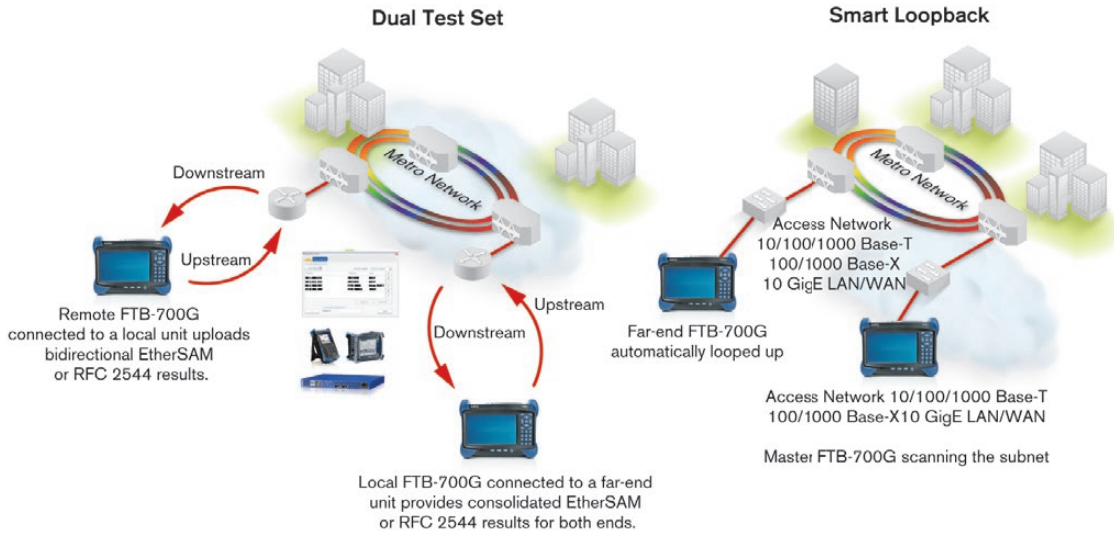 Dual Test Set
Smart Loopback
Metro Network
Downstream
Upstream
Remote FTB-700G
connected to a local unit uploads
bidirectional EtherSAM
or RFC 2544 results.
Upstream
Downstream
Local FTB-700G connected to a far-end
unit provides consolidated EtherSAM
or RFC 2544 results for both ends.
Metro Network
Access Network
10/100/1000 Base-T
100/1000 Base-X
10 GigE LAN/WAN
Far-end FTB-700G
automatically looped up
Access Network 10/100/1000 Base-T
100/1000 Base-X10 GigE LAN/WAN
Master FTB-700G scanning the subnet